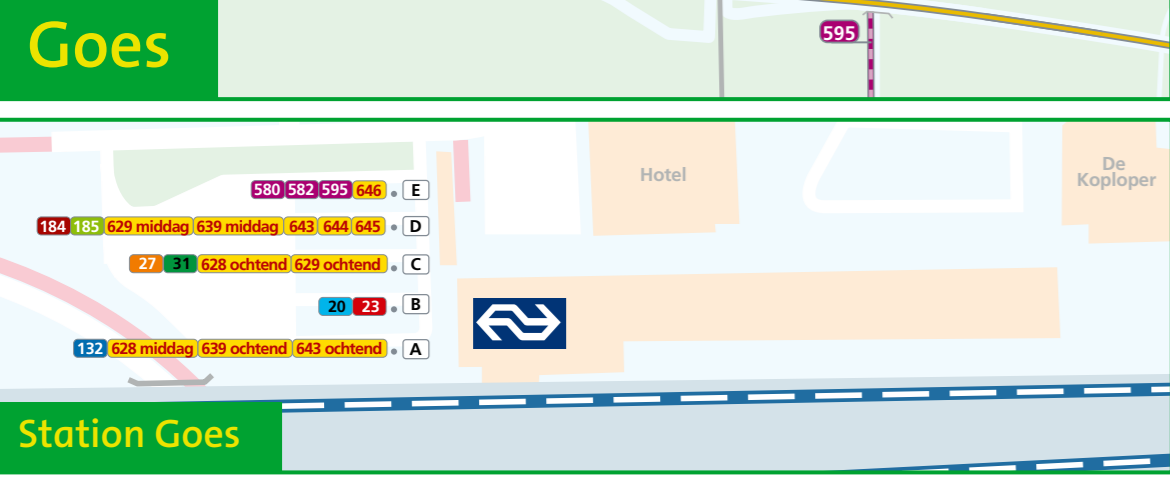 Goes
595
Hotel
De
Koploper
580 582 595 646 E
184 185 629 middag 639 middag 643 644 645 D
27 31 628 ochtend 629 ochtend C
20 23 B
132 628 middag 639 ochtend 643 ochtend A
Station Goes